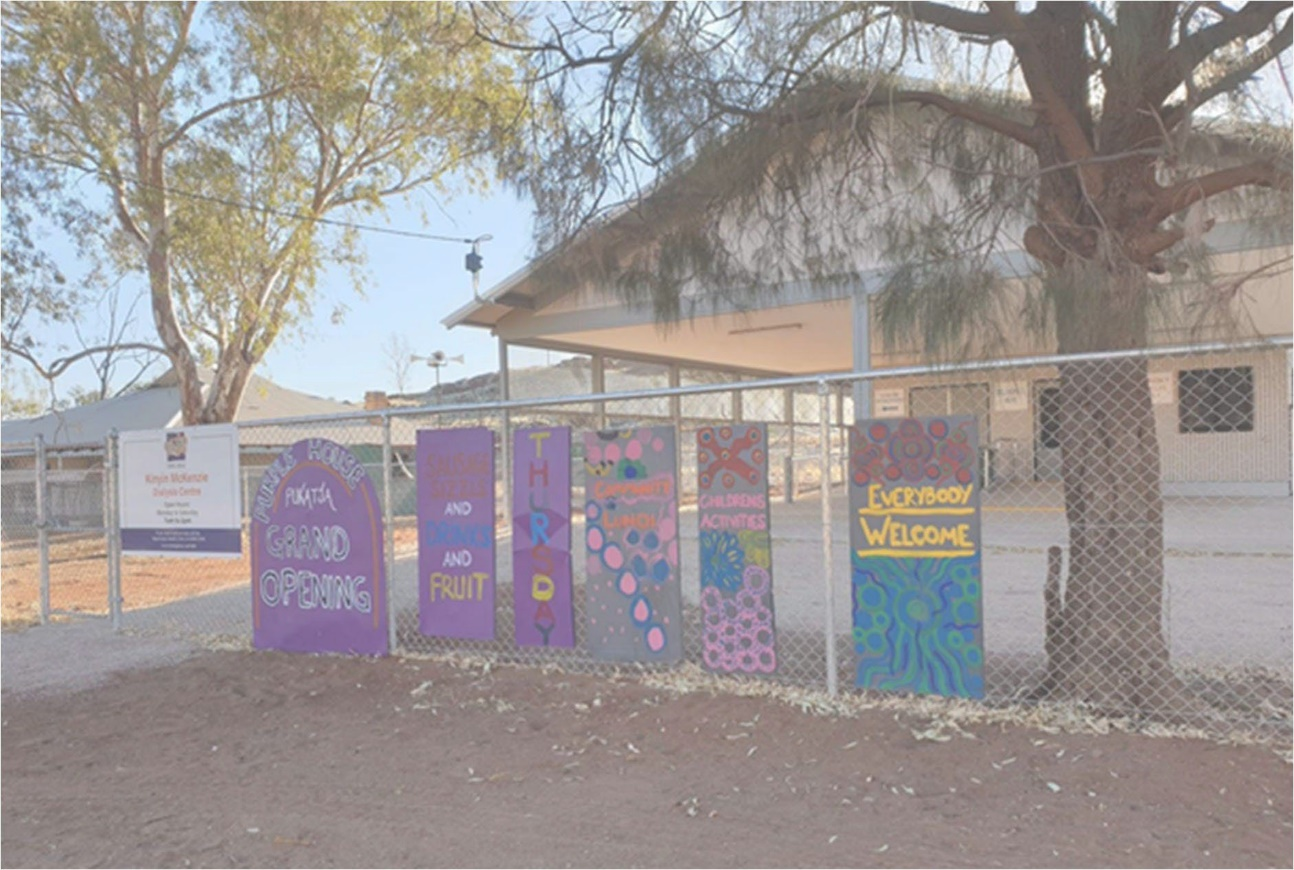 Kinyin McKenzie
Dialysis Centre
PURPLE HOUSE
PUKATJA
GRAND
OPENING
SAUSAGE
SIZZLE
AND
DRINKS
AND
FRUIT
THURSDAY
COMMUNITY
LUNCH
CHILDRENS
ACTIVITIES
EVERYBODY
WELCOME